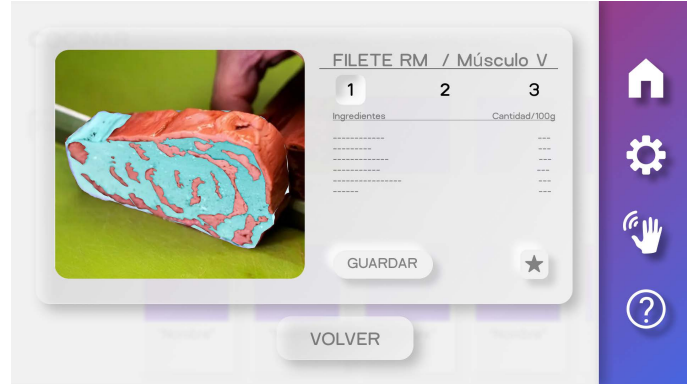 FILETE RM / Músculo V
1 2 3
Ingredientes Cantidad/100g
------------ ---
--------- ---
------------- ---
----------- ---
---------------- ---
------ ---
GUARDAR
VOLVER
?